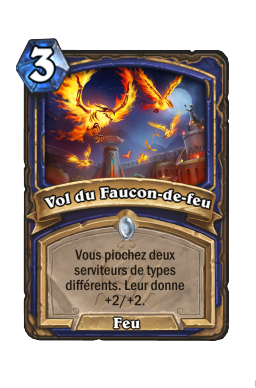 3
Vol du Faucon-de-feu
Vous piochez deux
serviteurs de types
différents. Leur donne
+2/+2.
Feu